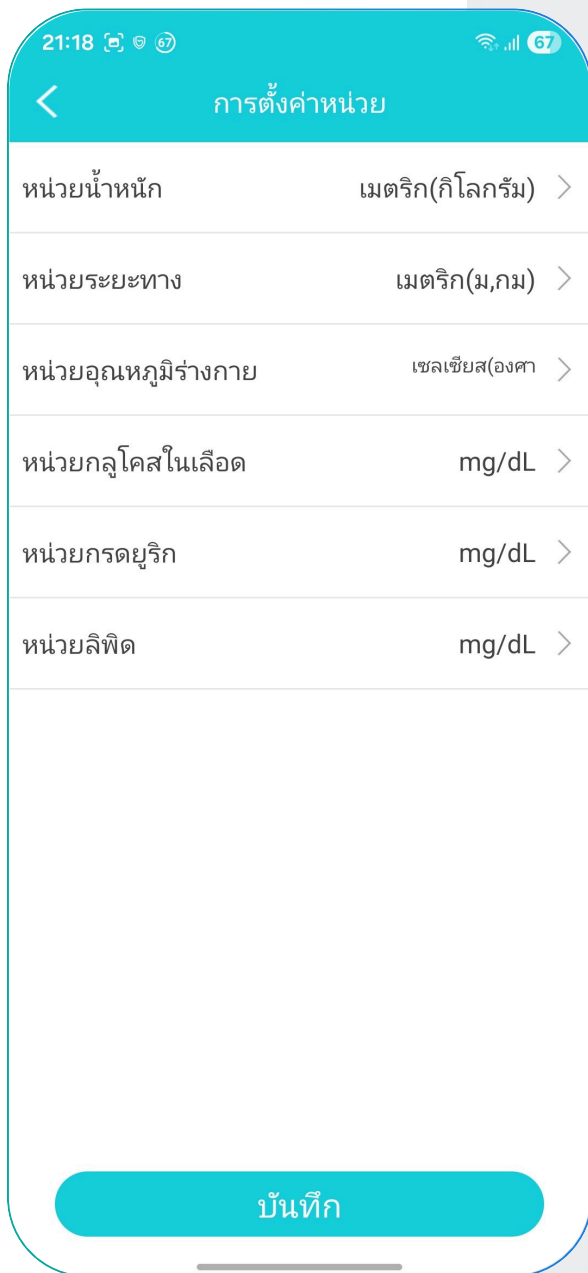 21:18 67 67
การตั้งค่าหน่วย
หน่วยน้ำหนัก เมตริก(กิโลกรัม)
หน่วยระยะทาง เมตริก(ม,กม)
หน่วยอุณหภูมิร่างกาย เซลเซียส(องศา
หน่วยกลูโคสในเลือด mg/dL
หน่วยกรดยูริก mg/dL
หน่วยลิพิด mg/dL
บันทึก